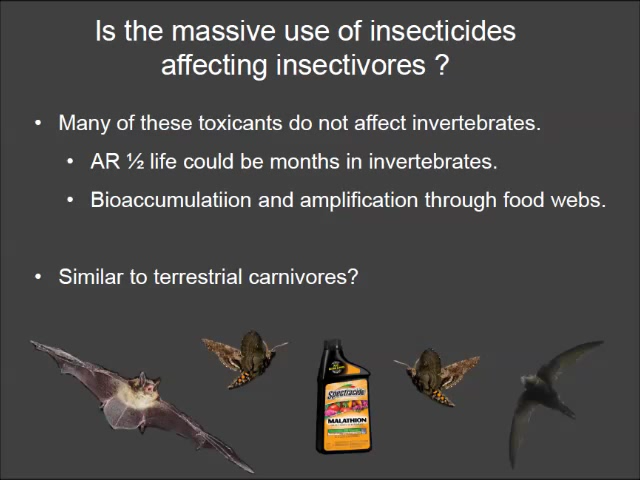 Is the massive use of insecticides
affecting insectivores ?
• Many of these toxicants do not affect invertebrates.
• AR ½ life could be months in invertebrates.
• Bioaccumulatiion and amplification through food webs.
• Similar to terrestrial carnivores?
Spectracide
MALATHION